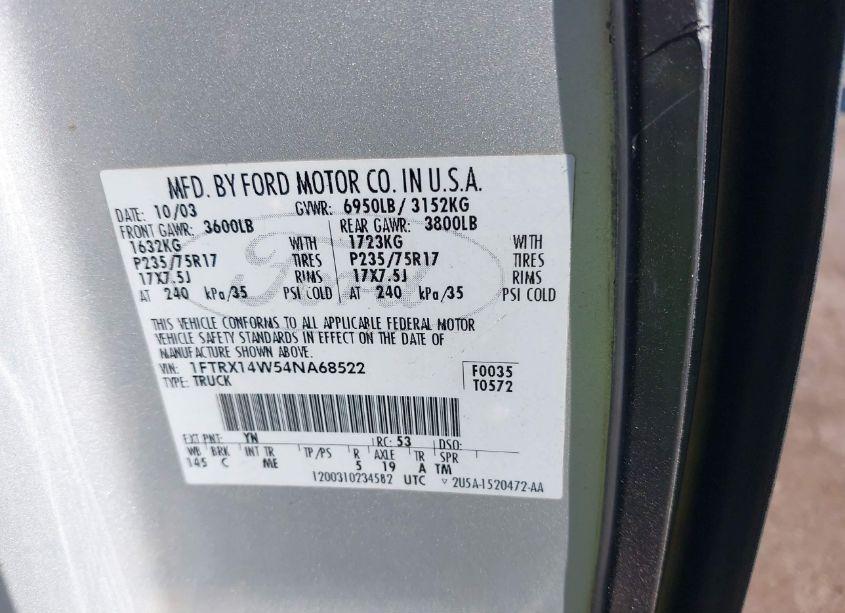 MFD. BY FORD MOTOR CO. IN U.S.A.
DATE: 10/03 GVWR: 6950LB/ 3152KG
FRONT GAWR: 3600LB REAR GAWR: 3800LB
1632KG WITH 1723KG WITH
P235/75R17 TIRES P235/75R17 TIRES
17X7.5J RIMS 17X7.5J RIMS
AT 240 kPa/35 PSI COLD AT 240 kPa/35 PSI COLD
Ford
THIS VEHICLE CONFORMS TO ALL APPLICABLE FEDERAL MOTOR
VEHICLE SAFETY STANDARDS IN EFFECT ON THE DATE OF
MANUFACTURE SHOWN ABOVE.
VIN: 1FTRX14W54NA68522 F0035
TYPE: TRUCK T0572
EXT PNT: YN RC: 53 DSO:
WB BRK INT TR TP/PS R AXLE TR SPR
145 C ME 5 19 A TM
1200310234582 UTC ▽ 2U5A-1520472-AA